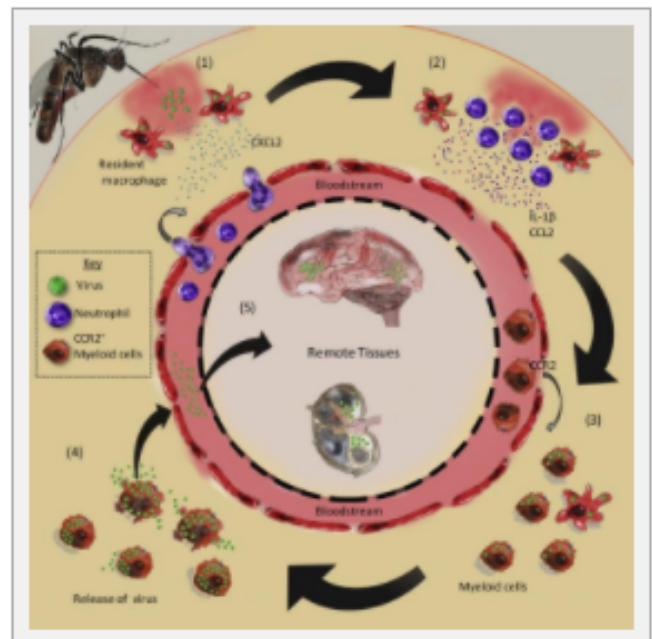 (1)
(2)
CXCL2
Resident
macrophage
Bloodstream
IL-1β
CCL2
Key
Virus
Neutrophil
CCR2+
Myeloid cells
(5)
Remote Tissues
CCR2
(3)
(4)
Bloodstream
Myeloid cells
Release of virus